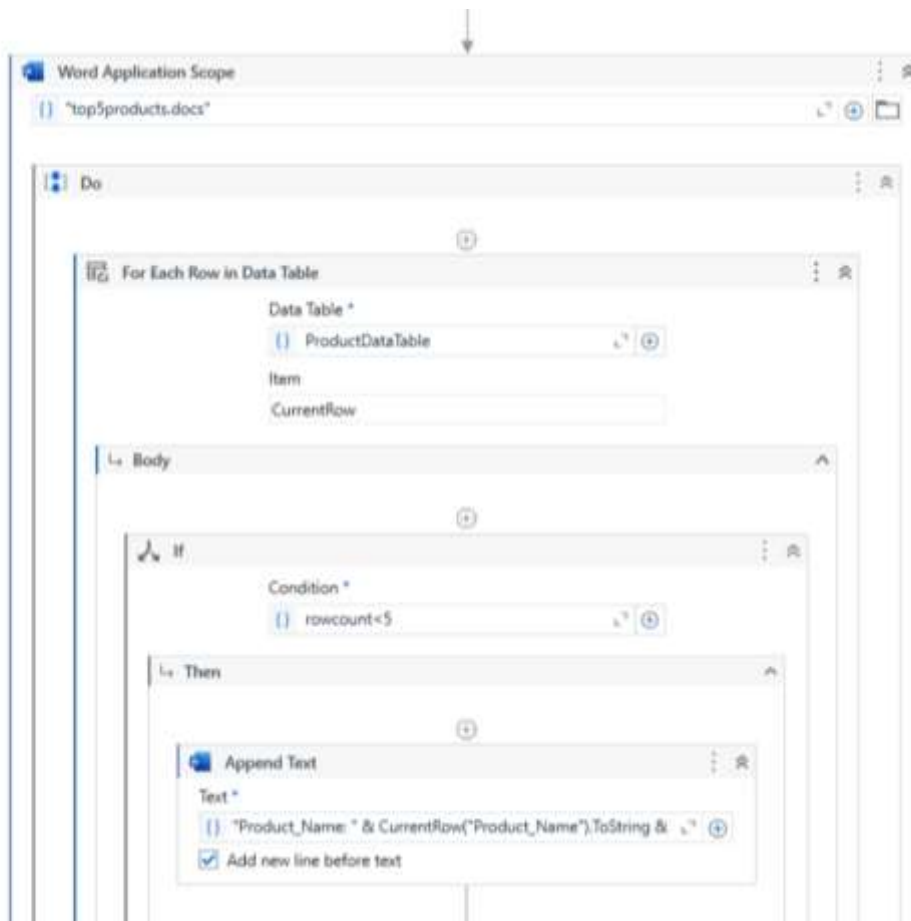 Word Application Scope
"top5products.docs"
Do
For Each Row in Data Table
Data Table *
ProductDataTable
Item
CurrentRow
Body
If
Condition *
rowcount<5
Then
Append Text
Text *
"Product_Name: " & CurrentRow("Product_Name").ToString &
Add new line before text